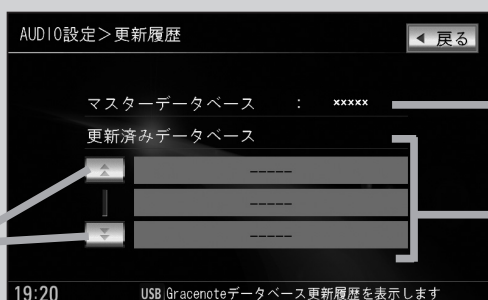 AUDIO設定＞更新履歴
戻る
マスターデータベース : ×××××
更新済みデータベース
-----
-----
-----
19:20 USB Gracenoteデータベース更新履歴を表示します